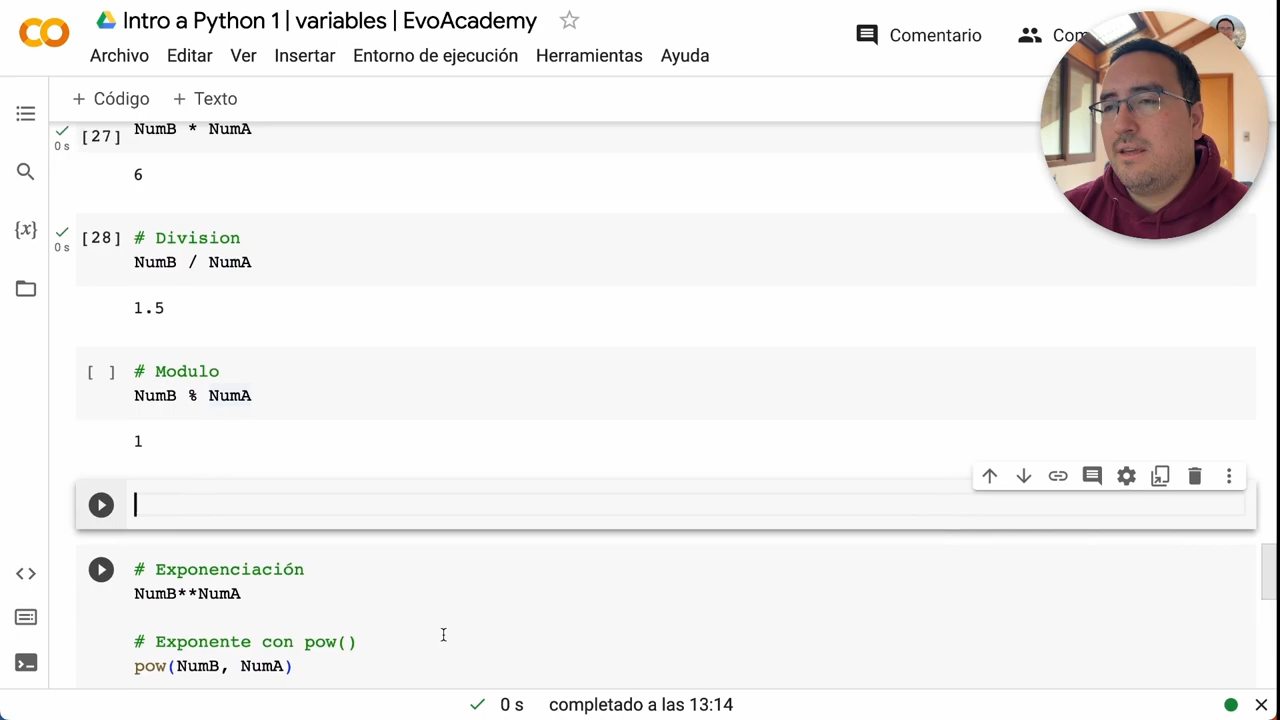 Intro a Python 1 | variables | EvoAcademy
Comentario
Com
Archivo Editar Ver Insertar Entorno de ejecución Herramientas Ayuda
+ Código + Texto
[27] NumB * NumA
0 s
6
[28] # Division
0 s
NumB / NumA
1.5
[ ] # Modulo
NumB % NumA
1
# Exponenciación
NumB**NumA
# Exponente con pow()
pow(NumB, NumA)
0 s completado a las 13:14